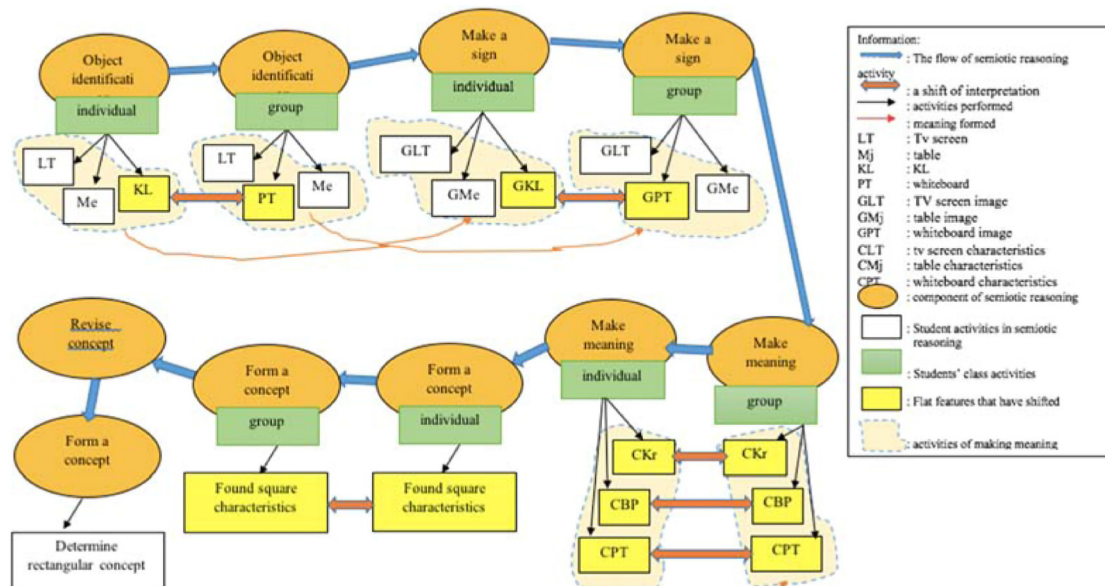 Object
identificati
individual
LT
Me
KL
Object
identificati
group
LT
PT
Me
Make a
sign
individual
GLT
GMe
GKL
Make a
sign
group
GLT
GPT
GMe
Revise
concept
Form a
concept
Determine
rectangular concept
Form a concept
group
Found square
characteristics
Form a concept
individual
Found square
characteristics
Make
meaning
individual
CKr
CBP
CPT
Make
meaning
group
CKr
CBP
CPT
Information:
: The flow of semiotic reasoning
activity
: a shift of interpretation
: activities performed
: meaning formed
LT : Tv screen
Mj : table
KL : KL
PT : whiteboard
GLT : TV screen image
GMj : table image
GPT : whiteboard image
CLT : tv screen characteristics
CMj : table characteristics
CPT : whiteboard characteristics
: component of semiotic reasoning
: Student activities in semiotic
reasoning
: Students' class activities
: Flat features that have shifted
: activities of making meaning